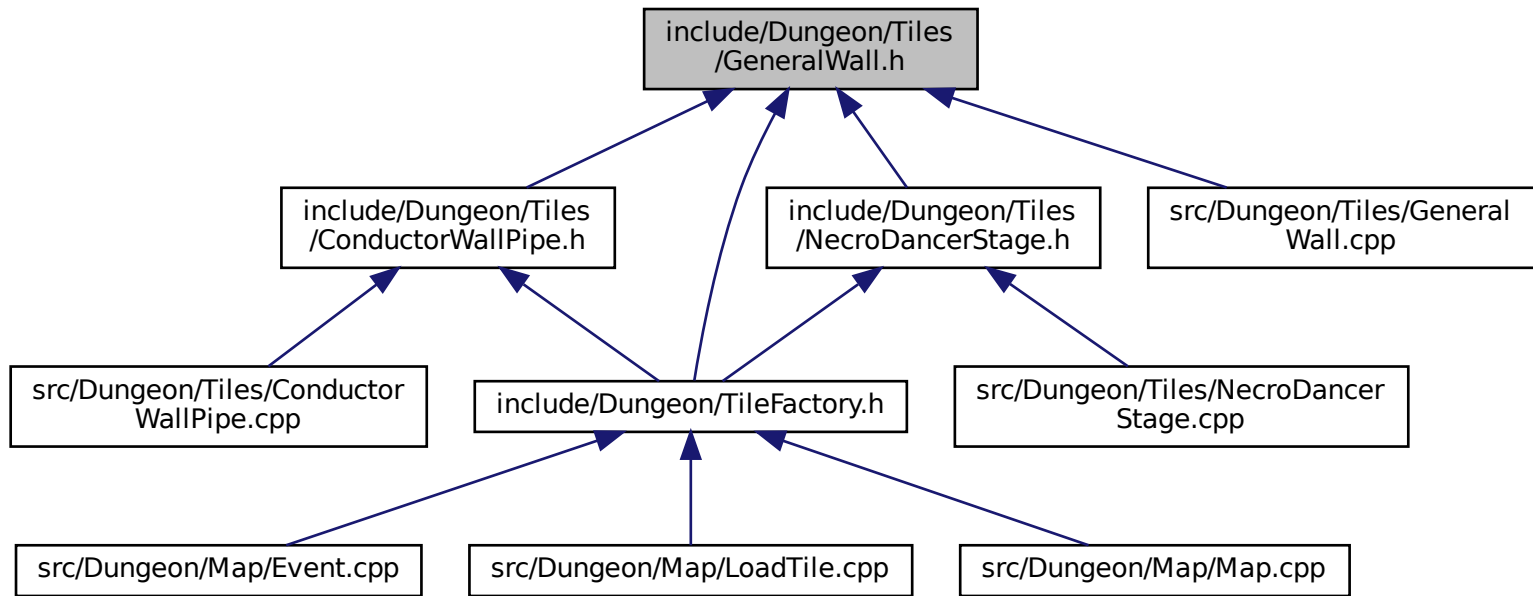 include/Dungeon/Tiles
/GeneralWall.h
include/Dungeon/Tiles
/ConductorWallPipe.h
include/Dungeon/Tiles
/NecroDancerStage.h
src/Dungeon/Tiles/General
Wall.cpp
src/Dungeon/Tiles/Conductor
WallPipe.cpp
include/Dungeon/TileFactory.h
src/Dungeon/Tiles/NecroDancer
Stage.cpp
src/Dungeon/Map/Event.cpp
src/Dungeon/Map/LoadTile.cpp
src/Dungeon/Map/Map.cpp